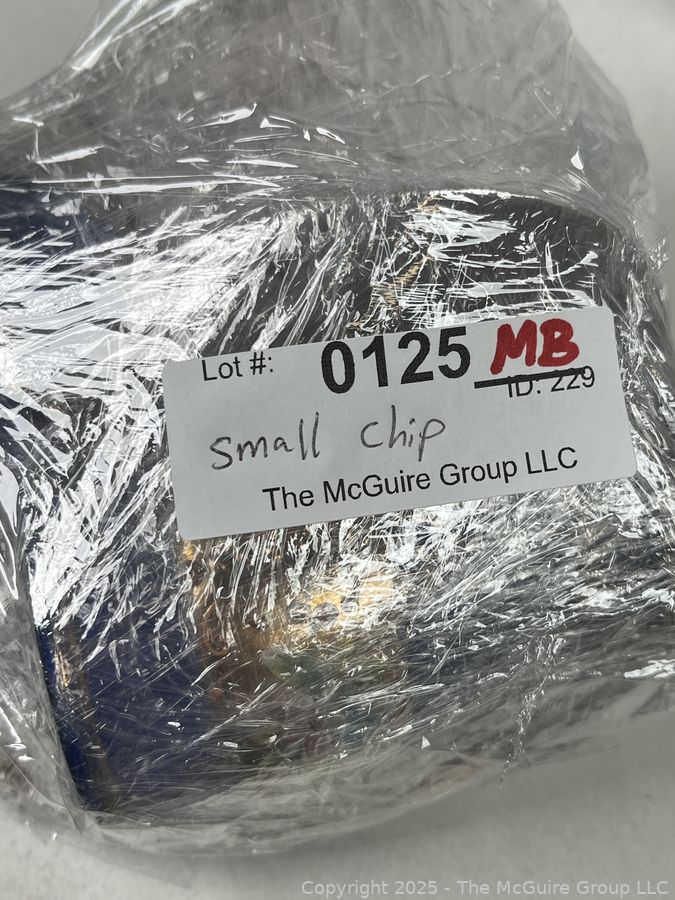 Lot #: 0125 MB
ID: 229
small chip
The McGuire Group LLC
Copyright 2025 - The McGuire Group LLC